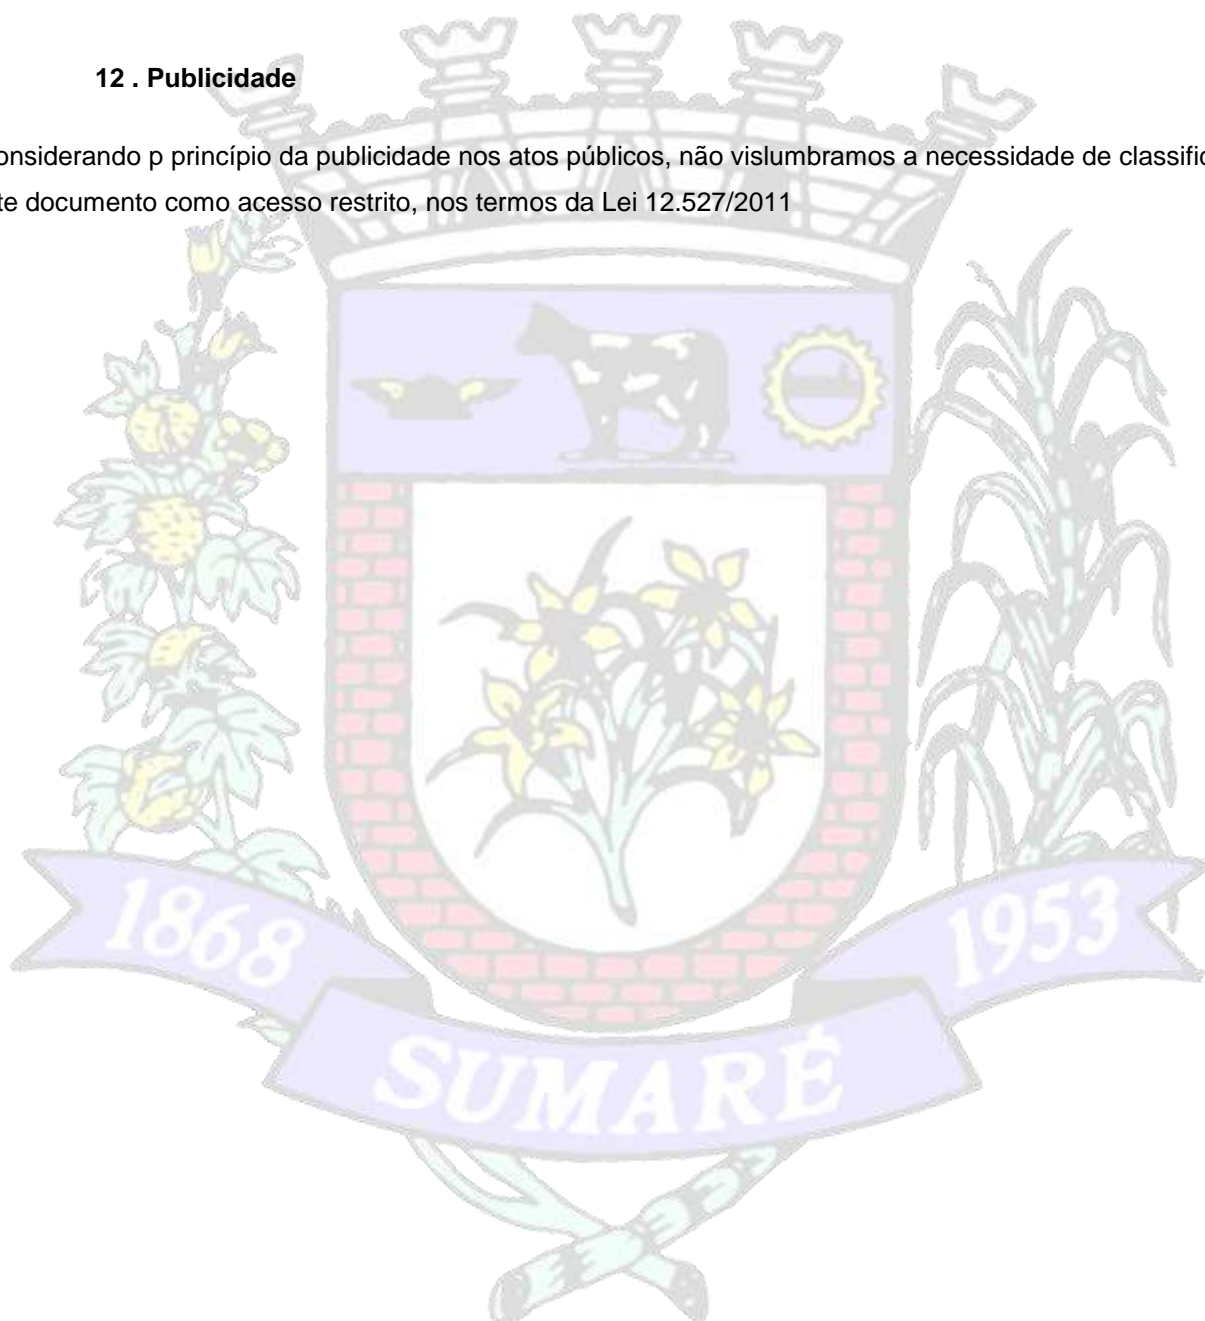 12 . Publicidade
onsiderando p princípio da publicidade nos atos públicos, não vislumbramos a necessidade de classific
te documento como acesso restrito, nos termos da Lei 12.527/2011
1868
1953
SUMARÉ